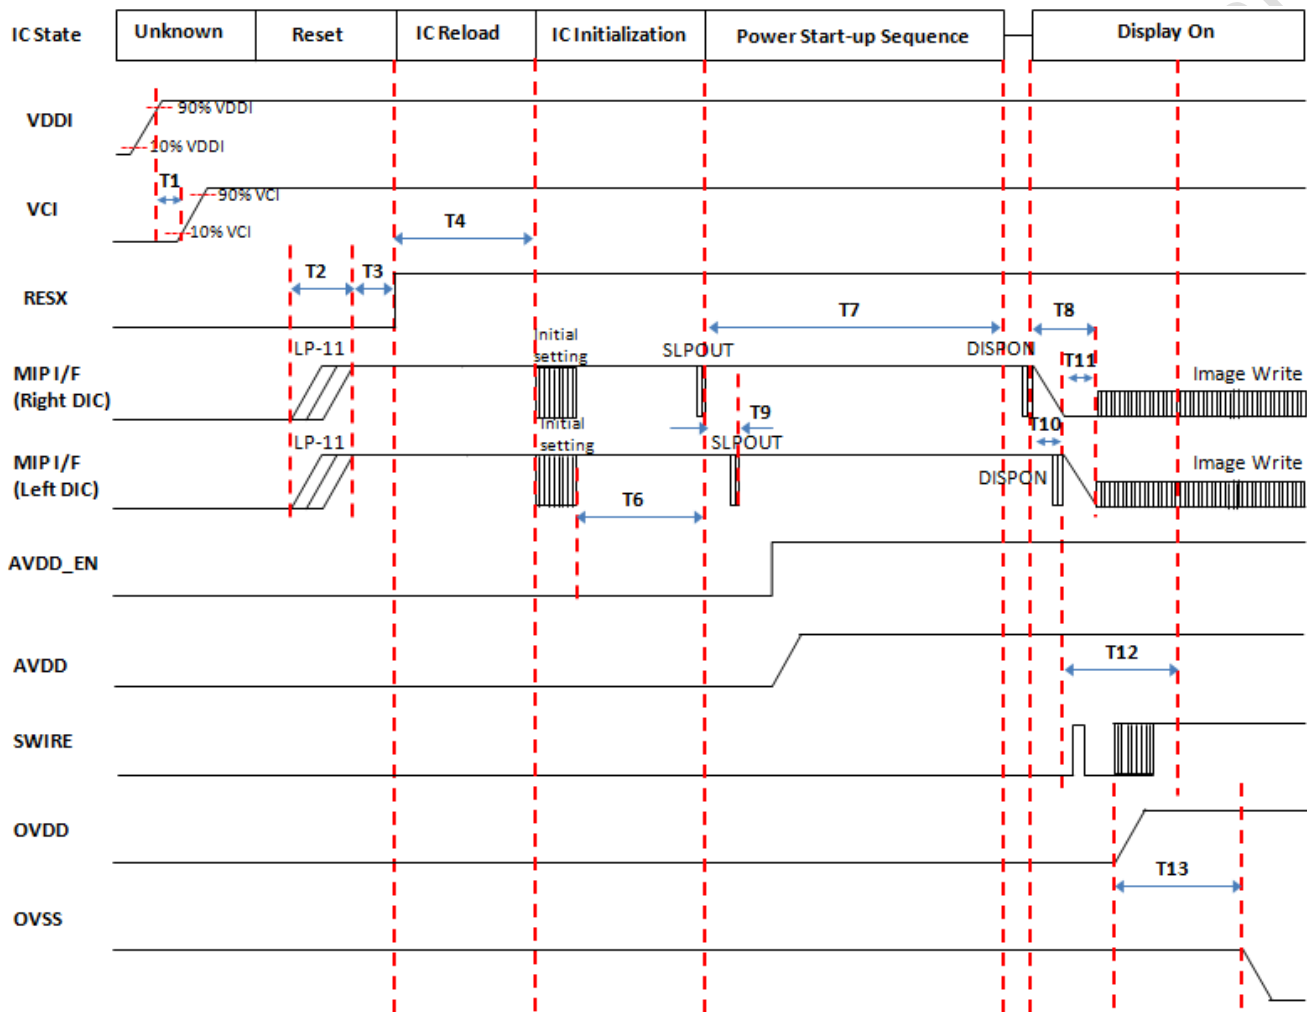 IC State Unknown Reset IC Reload IC Initialization Power Start-up Sequence Display On
VDDI
90% VDDI
10% VDDI
T1
VCI
90% VCI
10% VCI
T4
T2 T3
RESX
T7 T8
LP-11 Initial
setting SLPOUT DISPON T11
MIP I/F
(Right DIC)
Image Write
T9 T10
LP-11 Initial
setting SLPOUT
MIP I/F
(Left DIC)
DISPON Image Write
T6
AVDD_EN
AVDD
T12
SWIRE
OVDD
T13
OVSS